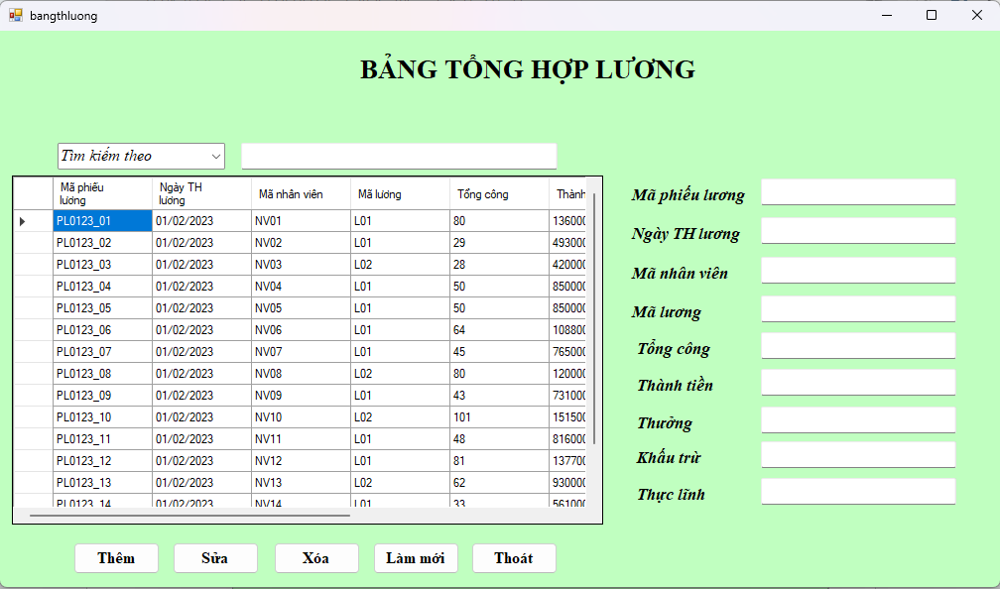 bangthluong
BẢNG TỔNG HỢP LƯƠNG
Tìm kiếm theo
Mã phiếu lương Ngày TH lương Mã nhân viên Mã lương Tổng công Thành
PL0123_01 01/02/2023 NV01 L01 80 136000
PL0123_02 01/02/2023 NV02 L01 29 493000
PL0123_03 01/02/2023 NV03 L02 28 420000
PL0123_04 01/02/2023 NV04 L01 50 850000
PL0123_05 01/02/2023 NV05 L01 50 850000
PL0123_06 01/02/2023 NV06 L01 64 108800
PL0123_07 01/02/2023 NV07 L01 45 765000
PL0123_08 01/02/2023 NV08 L02 80 120000
PL0123_09 01/02/2023 NV09 L01 43 731000
PL0123_10 01/02/2023 NV10 L02 101 151500
PL0123_11 01/02/2023 NV11 L01 48 816000
PL0123_12 01/02/2023 NV12 L01 81 137700
PL0123_13 01/02/2023 NV13 L02 62 930000
PL0123_14 01/02/2023 NV14 L01 33 561000
Mã phiếu lương
Ngày TH lương
Mã nhân viên
Mã lương
Tổng công
Thành tiền
Thưởng
Khấu trừ
Thực lĩnh
Thêm Sửa Xóa Làm mới Thoát